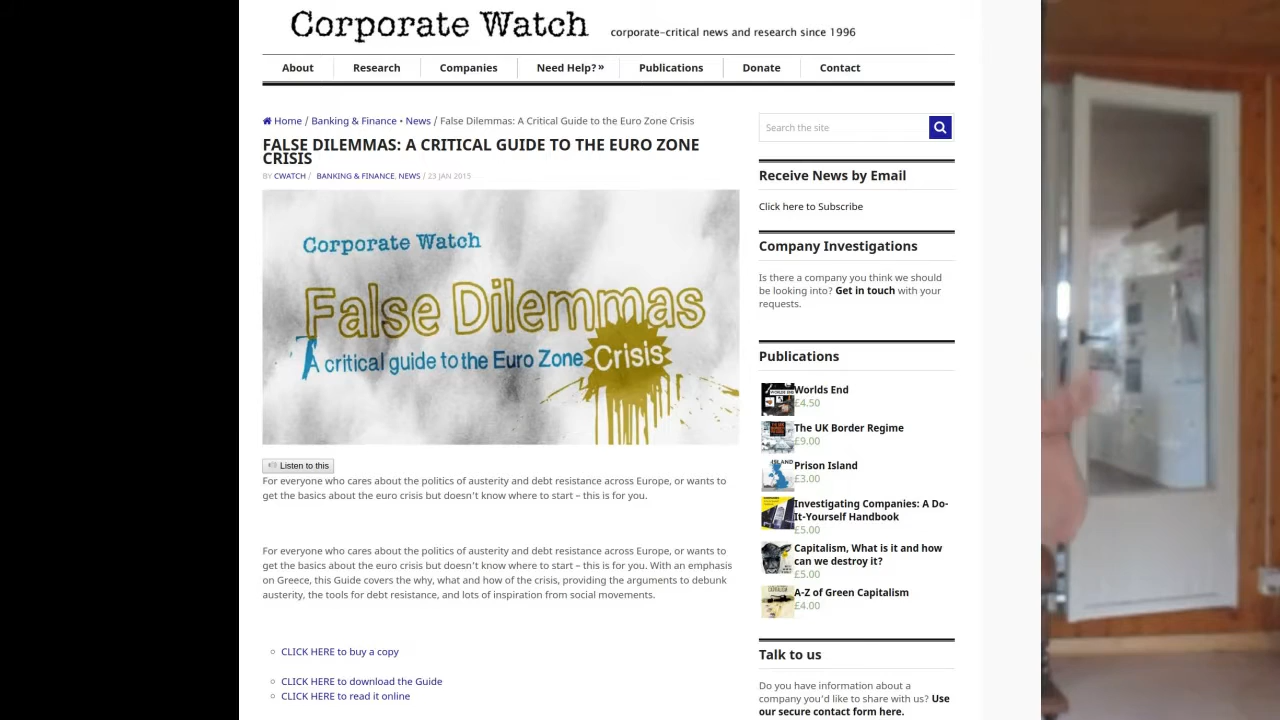 Corporate Watch corporate-critical news and research since 1996
About Research Companies Need Help? » Publications Donate Contact
Home / Banking & Finance • News / False Dilemmas: A Critical Guide to the Euro Zone Crisis
FALSE DILEMMAS: A CRITICAL GUIDE TO THE EURO ZONE
CRISIS
BY CWATCH / BANKING & FINANCE, NEWS / 23 JAN 2015
Corporate Watch
False Dilemmas
A critical guide to the Euro Zone Crisis
Listen to this
For everyone who cares about the politics of austerity and debt resistance across Europe, or wants to
get the basics about the euro crisis but doesn't know where to start – this is for you.
For everyone who cares about the politics of austerity and debt resistance across Europe, or wants to
get the basics about the euro crisis but doesn't know where to start – this is for you. With an emphasis
on Greece, this Guide covers the why, what and how of the crisis, providing the arguments to debunk
austerity, the tools for debt resistance, and lots of inspiration from social movements.
CLICK HERE to buy a copy
CLICK HERE to download the Guide
CLICK HERE to read it online
Search the site
Receive News by Email
Click here to Subscribe
Company Investigations
Is there a company you think we should
be looking into? Get in touch with your
requests.
Publications
Worlds End
£4.50
The UK Border Regime
£9.00
Prison Island
£3.00
Investigating Companies: A Do-
It-Yourself Handbook
£5.00
Capitalism, What is it and how
can we destroy it?
£5.00
A-Z of Green Capitalism
£4.00
Talk to us
Do you have information about a
company you'd like to share with us? Use
our secure contact form here.